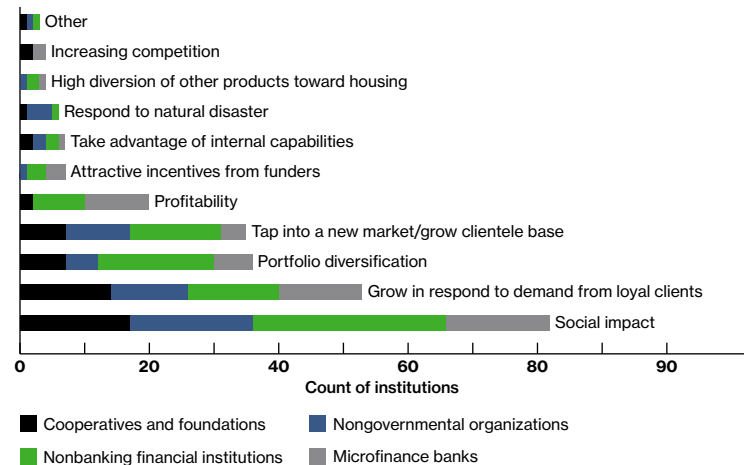 Other
Increasing competition
High diversion of other products toward housing
Respond to natural disaster
Take advantage of internal capabilities
Attractive incentives from funders
Profitability
Tap into a new market/grow clientele base
Portfolio diversification
Grow in respond to demand from loyal clients
Social impact
0 20 40 60 80 90
Count of institutions
Cooperatives and foundations Nongovernmental organizations
Nonbanking financial institutions Microfinance banks